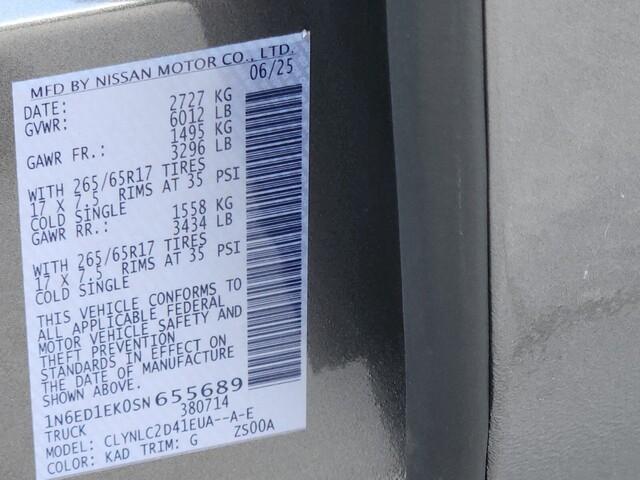 MFD BY NISSAN MOTOR CO., LTD.
DATE: 06/25
GVWR: 2727 KG
6012 LB
GAWR FR.: 1495 KG
3296 LB
WITH 265/65R17 TIRES
17 X 7.5 RIMS AT 35 PSI
COLD SINGLE
GAWR RR.: 1558 KG
3434 LB
WITH 265/65R17 TIRES
17 X 7.5 RIMS AT 35 PSI
COLD SINGLE
THIS VEHICLE CONFORMS TO
ALL APPLICABLE FEDERAL
MOTOR VEHICLE SAFETY AND
THEFT PREVENTION
STANDARDS IN EFFECT ON
THE DATE OF MANUFACTURE
SHOWN ABOVE.
1N6ED1EK0SN655689
TRUCK 380714
MODEL: CLYNLC2D41EUA--A-E
COLOR: KAD TRIM: G ZS00A